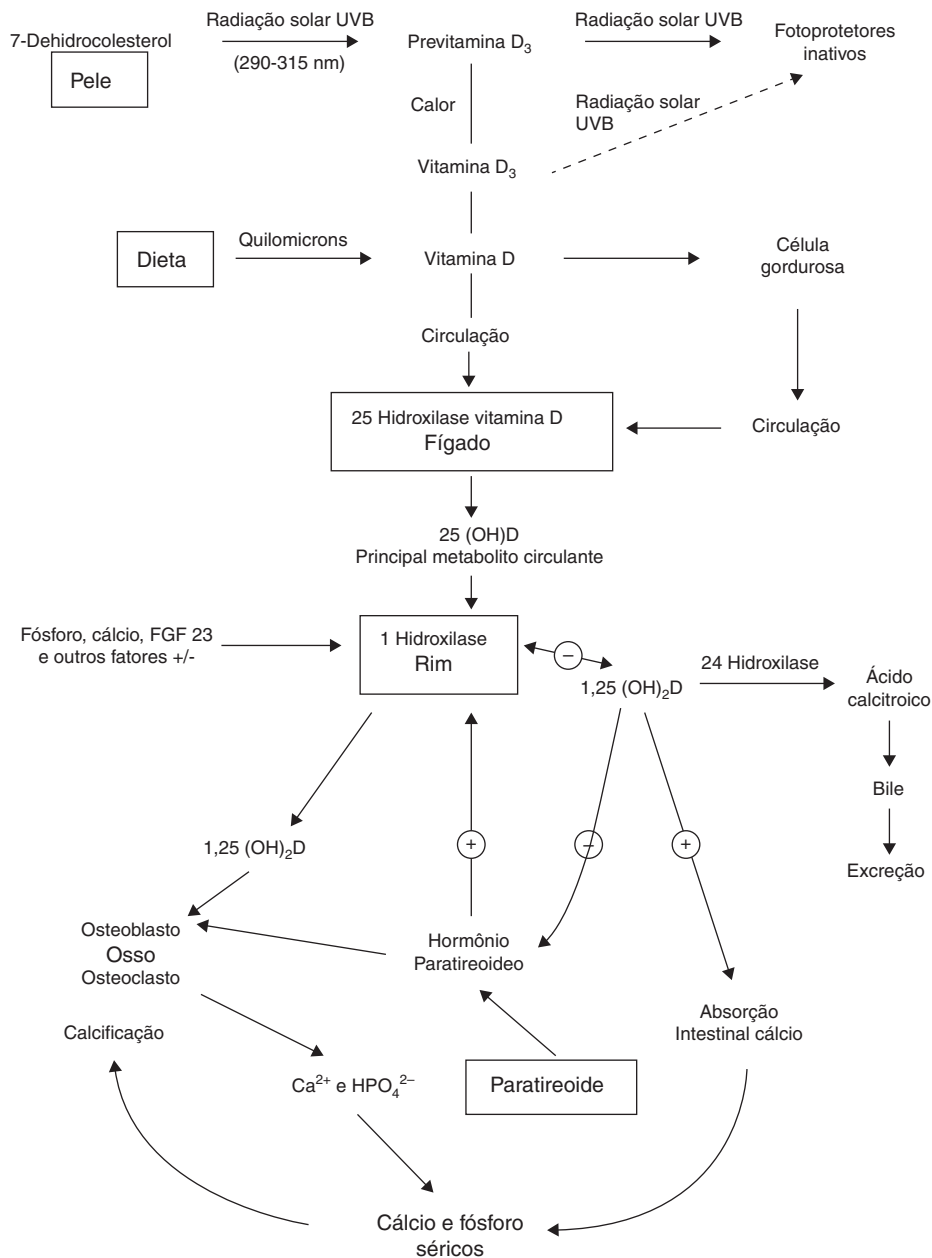 Radiação solar UVB
Radiação solar UVB
7-Dehidrocolesterol
Previtamina D₃
Fotoprotetores
inativos
(290-315 nm)
Pele
Calor
Radiação solar
UVB
Vitamina D₃
Quilomicrons
Dieta
Vitamina D
Célula
gordurosa
Circulação
25 Hidroxilase vitamina D
Fígado
Circulação
25 (OH)D
Principal metabolito circulante
Fósforo, cálcio, FGF 23
e outros fatores +/-
1 Hidroxilase
Rim
−
24 Hidroxilase
1,25 (OH)₂D
Ácido
calcitroico
Bile
1,25 (OH)₂D
+
−
+
Excreção
Osteoblasto
Osso
Osteoclasto
Hormônio
Paratireoideo
Absorção
Intestinal cálcio
Calcificação
Ca²⁺ e HPO₄²⁻
Paratireoide
Cálcio e fósforo
séricos